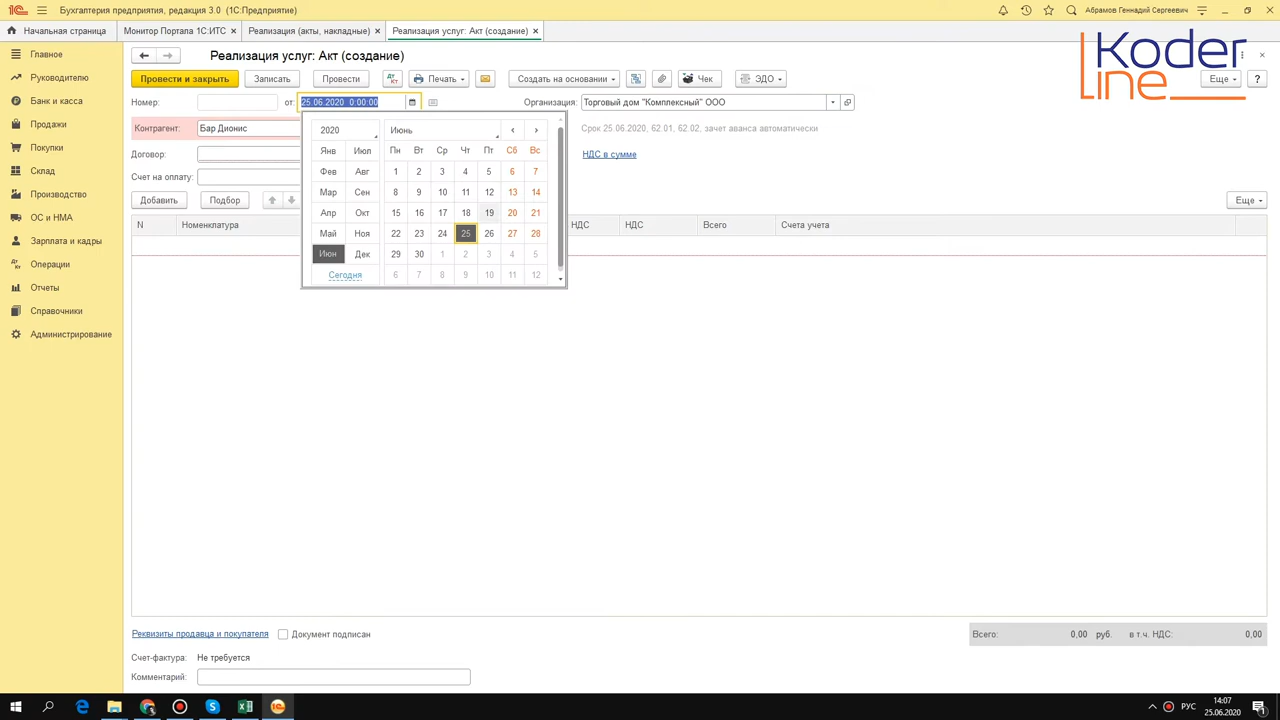 Бухгалтерия предприятия, редакция 3.0 (1С:Предприятие)
Абрамов Геннадий Сергеевич
Начальная страница
Монитор Портала 1С:ИТС ×
Реализация (акты, накладные) ×
Реализация услуг: Акт (создание) ×
Главное
Руководителю
Банк и касса
Продажи
Покупки
Склад
Производство
ОС и НМА
Зарплата и кадры
Операции
Отчеты
Справочники
Администрирование
Реализация услуг: Акт (создание)
Koder
line
Провести и закрыть
Записать
Провести
Печать
Создать на основании
Чек
ЭДО
Еще
?
Номер:
от:
25.06.2020 0:00:00
Организация:
Торговый дом "Комплексный" ООО
Контрагент:
Бар Дионис
Срок 25.06.2020, 62.01, 62.02, зачет аванса автоматически
Договор:
НДС в сумме
Счет на оплату:
Добавить
Подбор
Еще
N
Номенклатура
НДС
НДС
Всего
Счета учета
2020
Июнь
Янв Июл
Фев Авг
Мар Сен
Апр Окт
Май Ноя
Июн Дек
Сегодня
Пн Вт Ср Чт Пт Сб Вс
1 2 3 4 5 6 7
8 9 10 11 12 13 14
15 16 17 18 19 20 21
22 23 24 25 26 27 28
29 30 1 2 3 4 5
6 7 8 9 10 11 12
Реквизиты продавца и покупателя
Документ подписан
Всего: 0,00 руб. в т.ч. НДС: 0,00
Счет-фактура: Не требуется
Комментарий:
РУС
14:07
25.06.2020